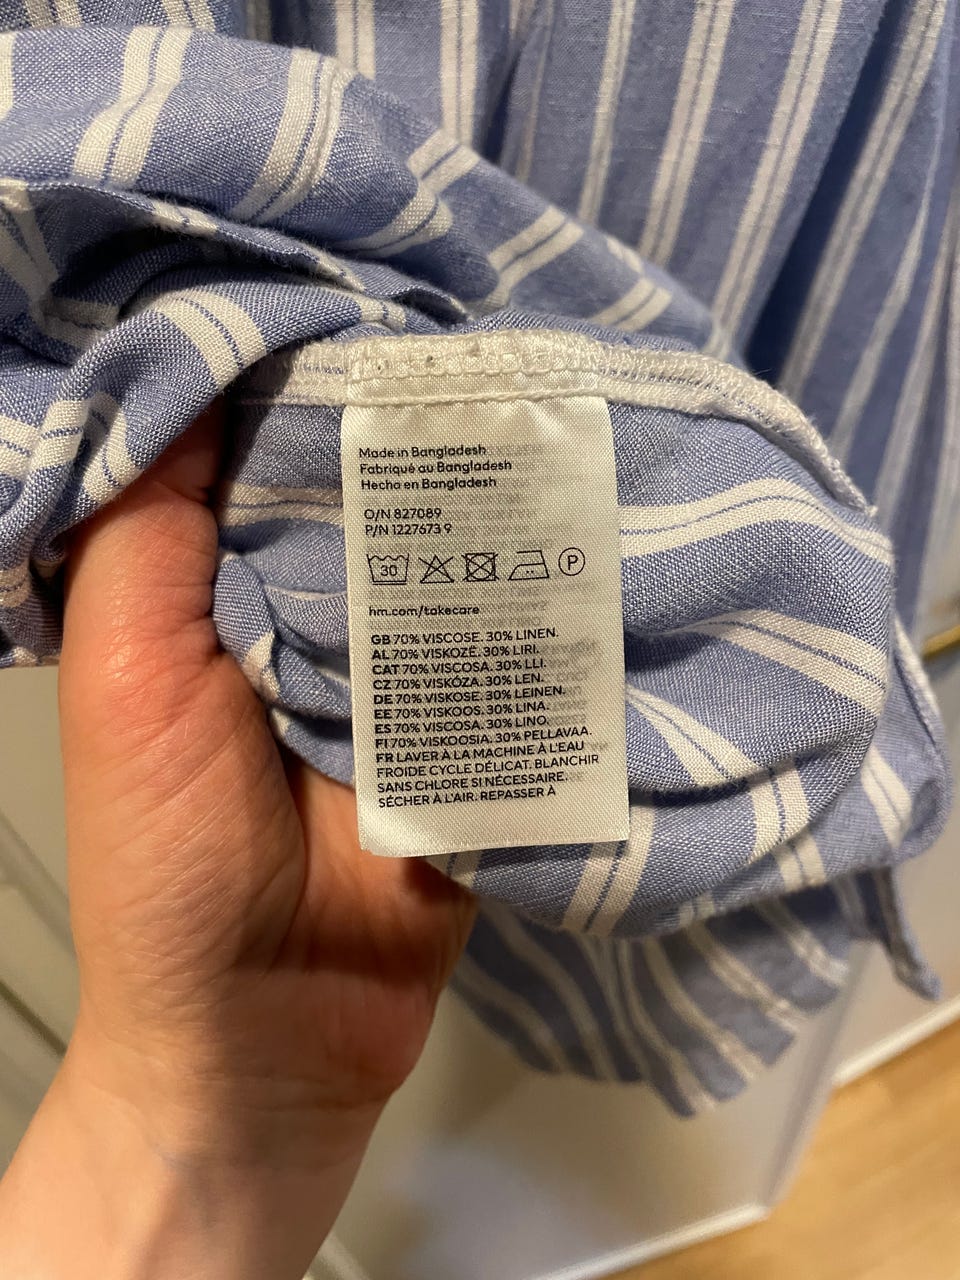 Made in Bangladesh
Fabriqué au Bangladesh
Hecho en Bangladesh
O/N 827089
P/N 1227673 9
30 P
hm.com/takecare
GB 70% VISCOSE. 30% LINEN.
AL 70% VISKOZË. 30% LIRI.
CAT 70% VISCOSA. 30% LLI.
CZ 70% VISKÓZA. 30% LEN.
DE 70% VISKOSE. 30% LEINEN.
EE 70% VISKOOS. 30% LINA.
ES 70% VISCOSA. 30% LINO.
FI 70% VISKOOSIA. 30% PELLAVAA.
FR LAVER À LA MACHINE À L'EAU
FROIDE CYCLE DÉLICAT. BLANCHIR
SANS CHLORE SI NÉCESSAIRE.
SÉCHER À L'AIR. REPASSER À